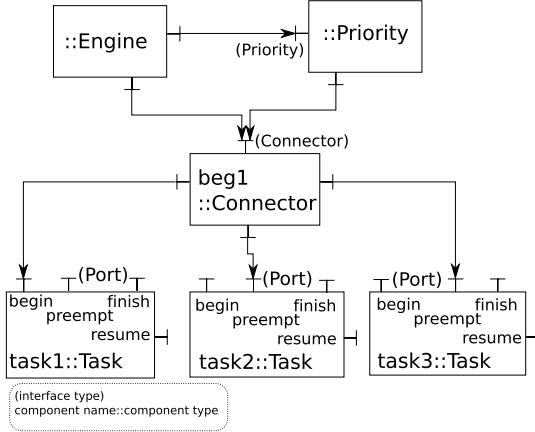 ::Engine
::Priority
(Priority)
(Connector)
beg1
::Connector
(Port)
(Port)
(Port)
begin
finish
preempt
resume
task1::Task
begin
finish
preempt
resume
task2::Task
begin
finish
preempt
resume
task3::Task
(interface type)
component name::component type